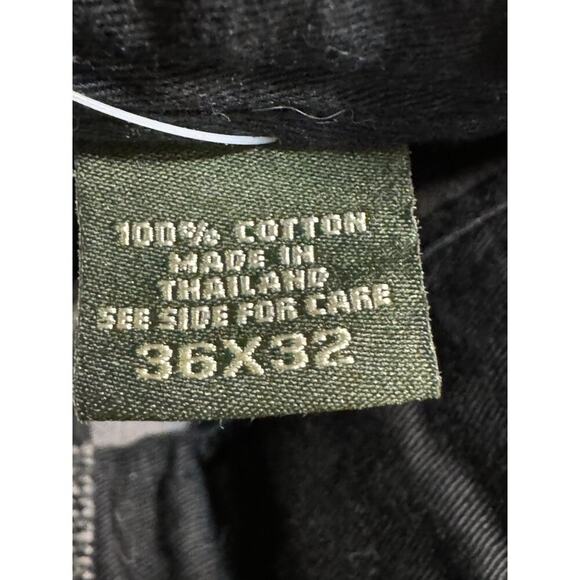 100% COTTON
MADE IN
THAILAND
SEE SIDE FOR CARE
36X32